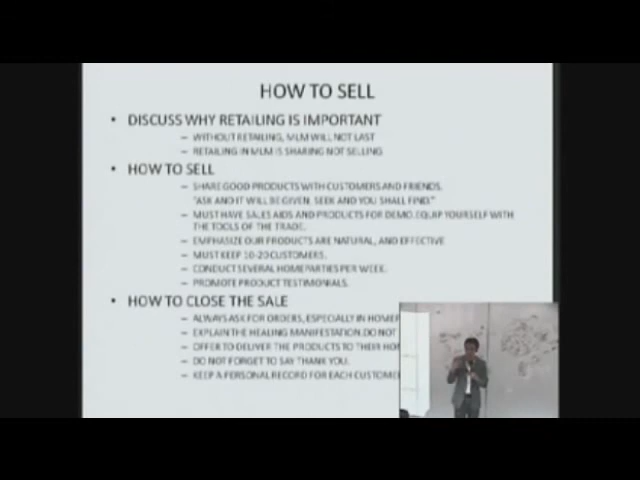 HOW TO SELL
• DISCUSS WHY RETAILING IS IMPORTANT
– WITHOUT RETAILING, MLM WILL NOT LAST
– RETAILING IN MLM IS SHARING NOT SELLING
• HOW TO SELL
– SHARE GOOD PRODUCTS WITH CUSTOMERS AND FRIENDS.
"ASK AND IT WILL BE GIVEN. SEEK AND YOU SHALL FIND."
– MUST HAVE SALES AIDS AND PRODUCTS FOR DEMO. EQUIP YOURSELF WITH
THE TOOLS OF THE TRADE.
– EMPHASIZE OUR PRODUCTS ARE NATURAL, AND EFFECTIVE
– MUST KEEP 10-20 CUSTOMERS.
– CONDUCT SEVERAL HOMEPARTIES PER WEEK.
– PROMOTE PRODUCT TESTIMONIALS.
• HOW TO CLOSE THE SALE
– ALWAYS ASK FOR ORDERS, ESPECIALLY IN
– EXPLAIN THE HEALING MANIFESTATION. DO NOT
– OFFER TO DELIVER THE PRODUCTS TO THEIR
– DO NOT FORGET TO SAY THANK YOU.
– KEEP A PERSONAL RECORD FOR EACH